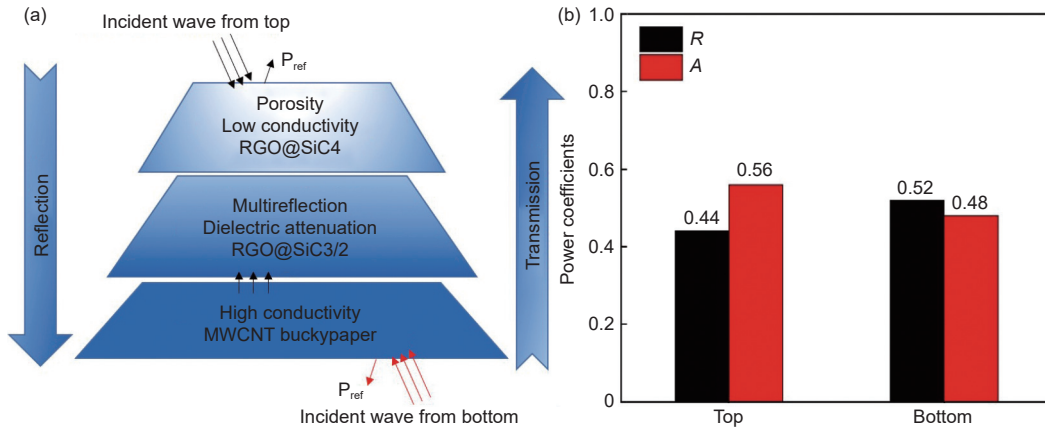 (a)
Incident wave from top
P_ref
Porosity
Low conductivity
RGO@SiC4
Reflection
Multireflection
Dielectric attenuation
RGO@SiC3/2
Transmission
High conductivity
MWCNT buckypaper
P_ref
Incident wave from bottom
(b)
1.0
0.8
0.6
0.4
0.2
0
Power coefficients
R
A
0.44
0.56
0.52
0.48
Top
Bottom